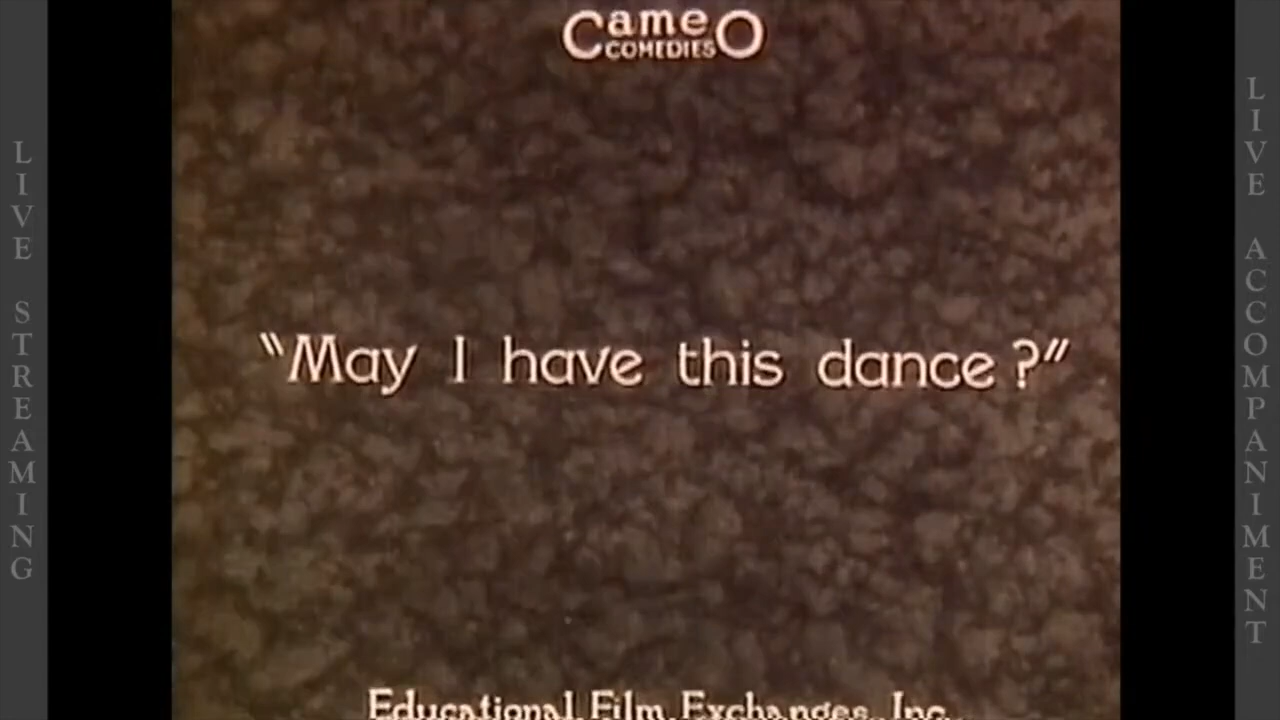 CameO
COMEDIES
"May I have this dance?"
Educational Film Exchanges, Inc.
LIVE STREAMING
LIVE ACCOMPANIMENT